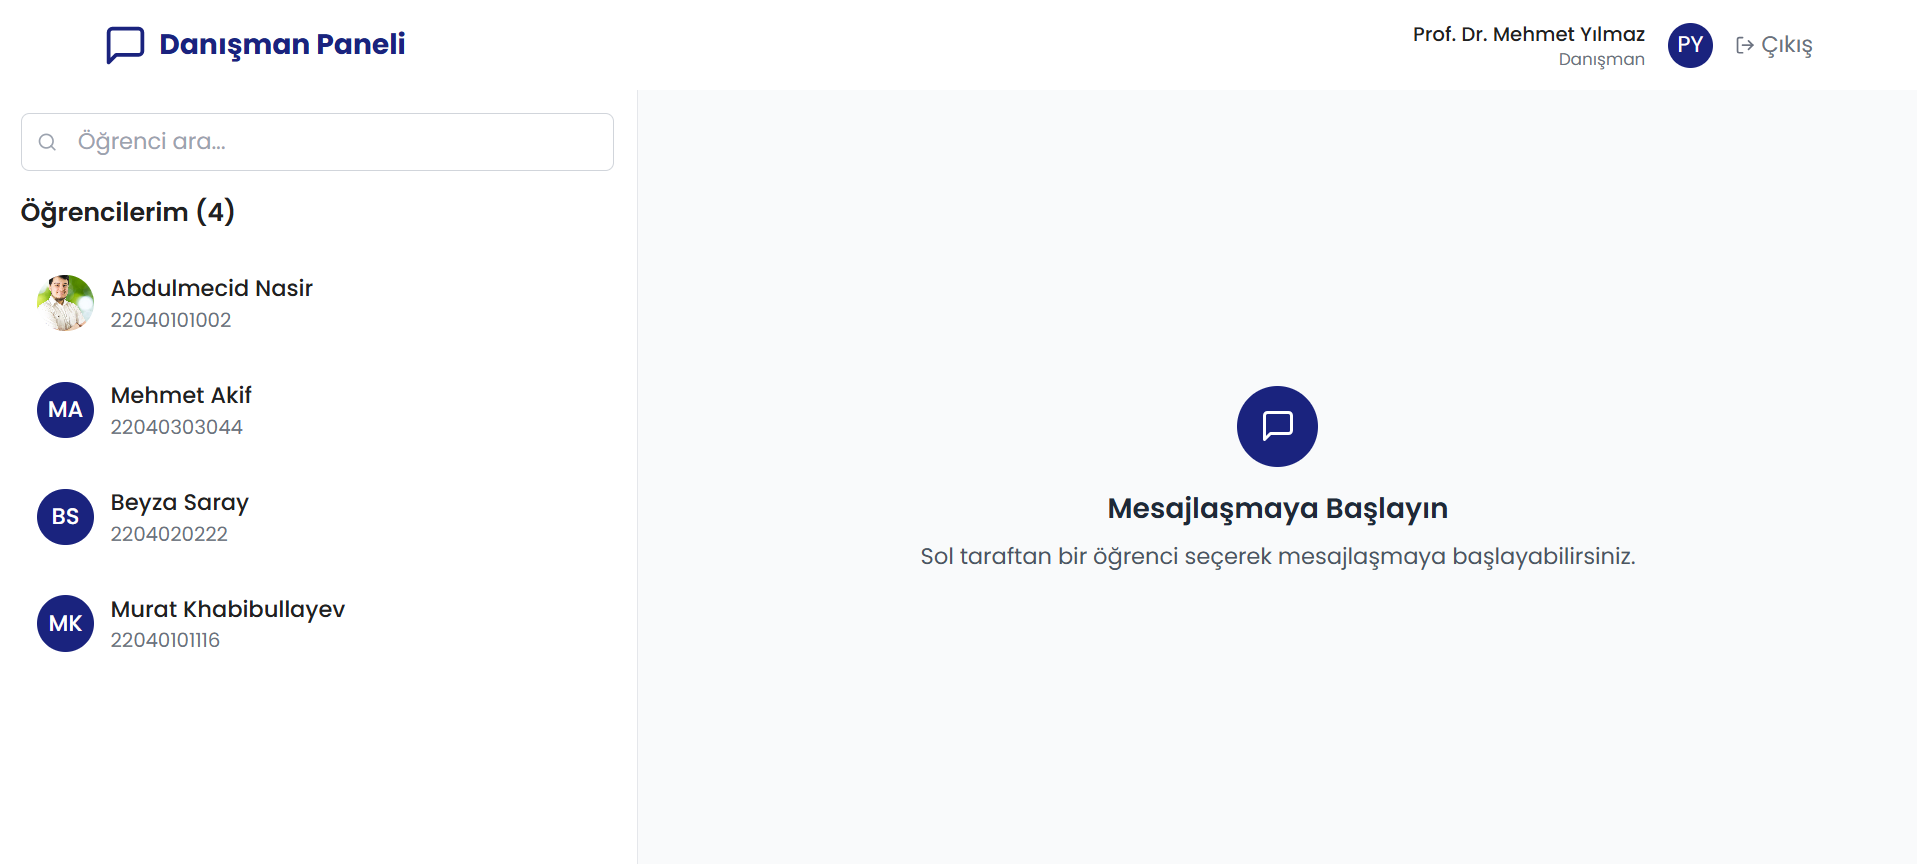 Danışman Paneli
Prof. Dr. Mehmet Yılmaz
Danışman
PY
Çıkış
Öğrenci ara...
Öğrencilerim (4)
Abdulmecid Nasir
22040101002
MA
Mehmet Akif
22040303044
BS
Beyza Saray
2204020222
MK
Murat Khabibullayev
22040101116
Mesajlaşmaya Başlayın
Sol taraftan bir öğrenci seçerek mesajlaşmaya başlayabilirsiniz.